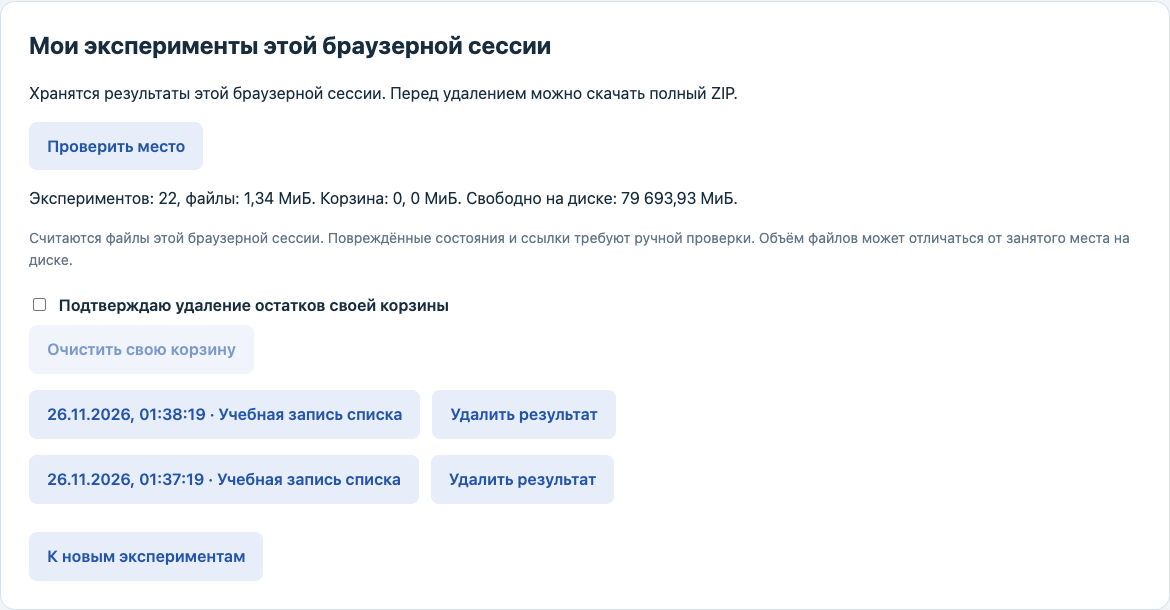 Мои эксперименты этой браузерной сессии
Хранятся результаты этой браузерной сессии. Перед удалением можно скачать полный ZIP.
Проверить место
Экспериментов: 22, файлы: 1,34 МиБ. Корзина: 0, 0 МиБ. Свободно на диске: 79 693,93 МиБ.
Считаются файлы этой браузерной сессии. Повреждённые состояния и ссылки требуют ручной проверки. Объём файлов может отличаться от занятого места на
диске.
Подтверждаю удаление остатков своей корзины
Очистить свою корзину
26.11.2026, 01:38:19 · Учебная запись списка Удалить результат
26.11.2026, 01:37:19 · Учебная запись списка Удалить результат
К новым экспериментам